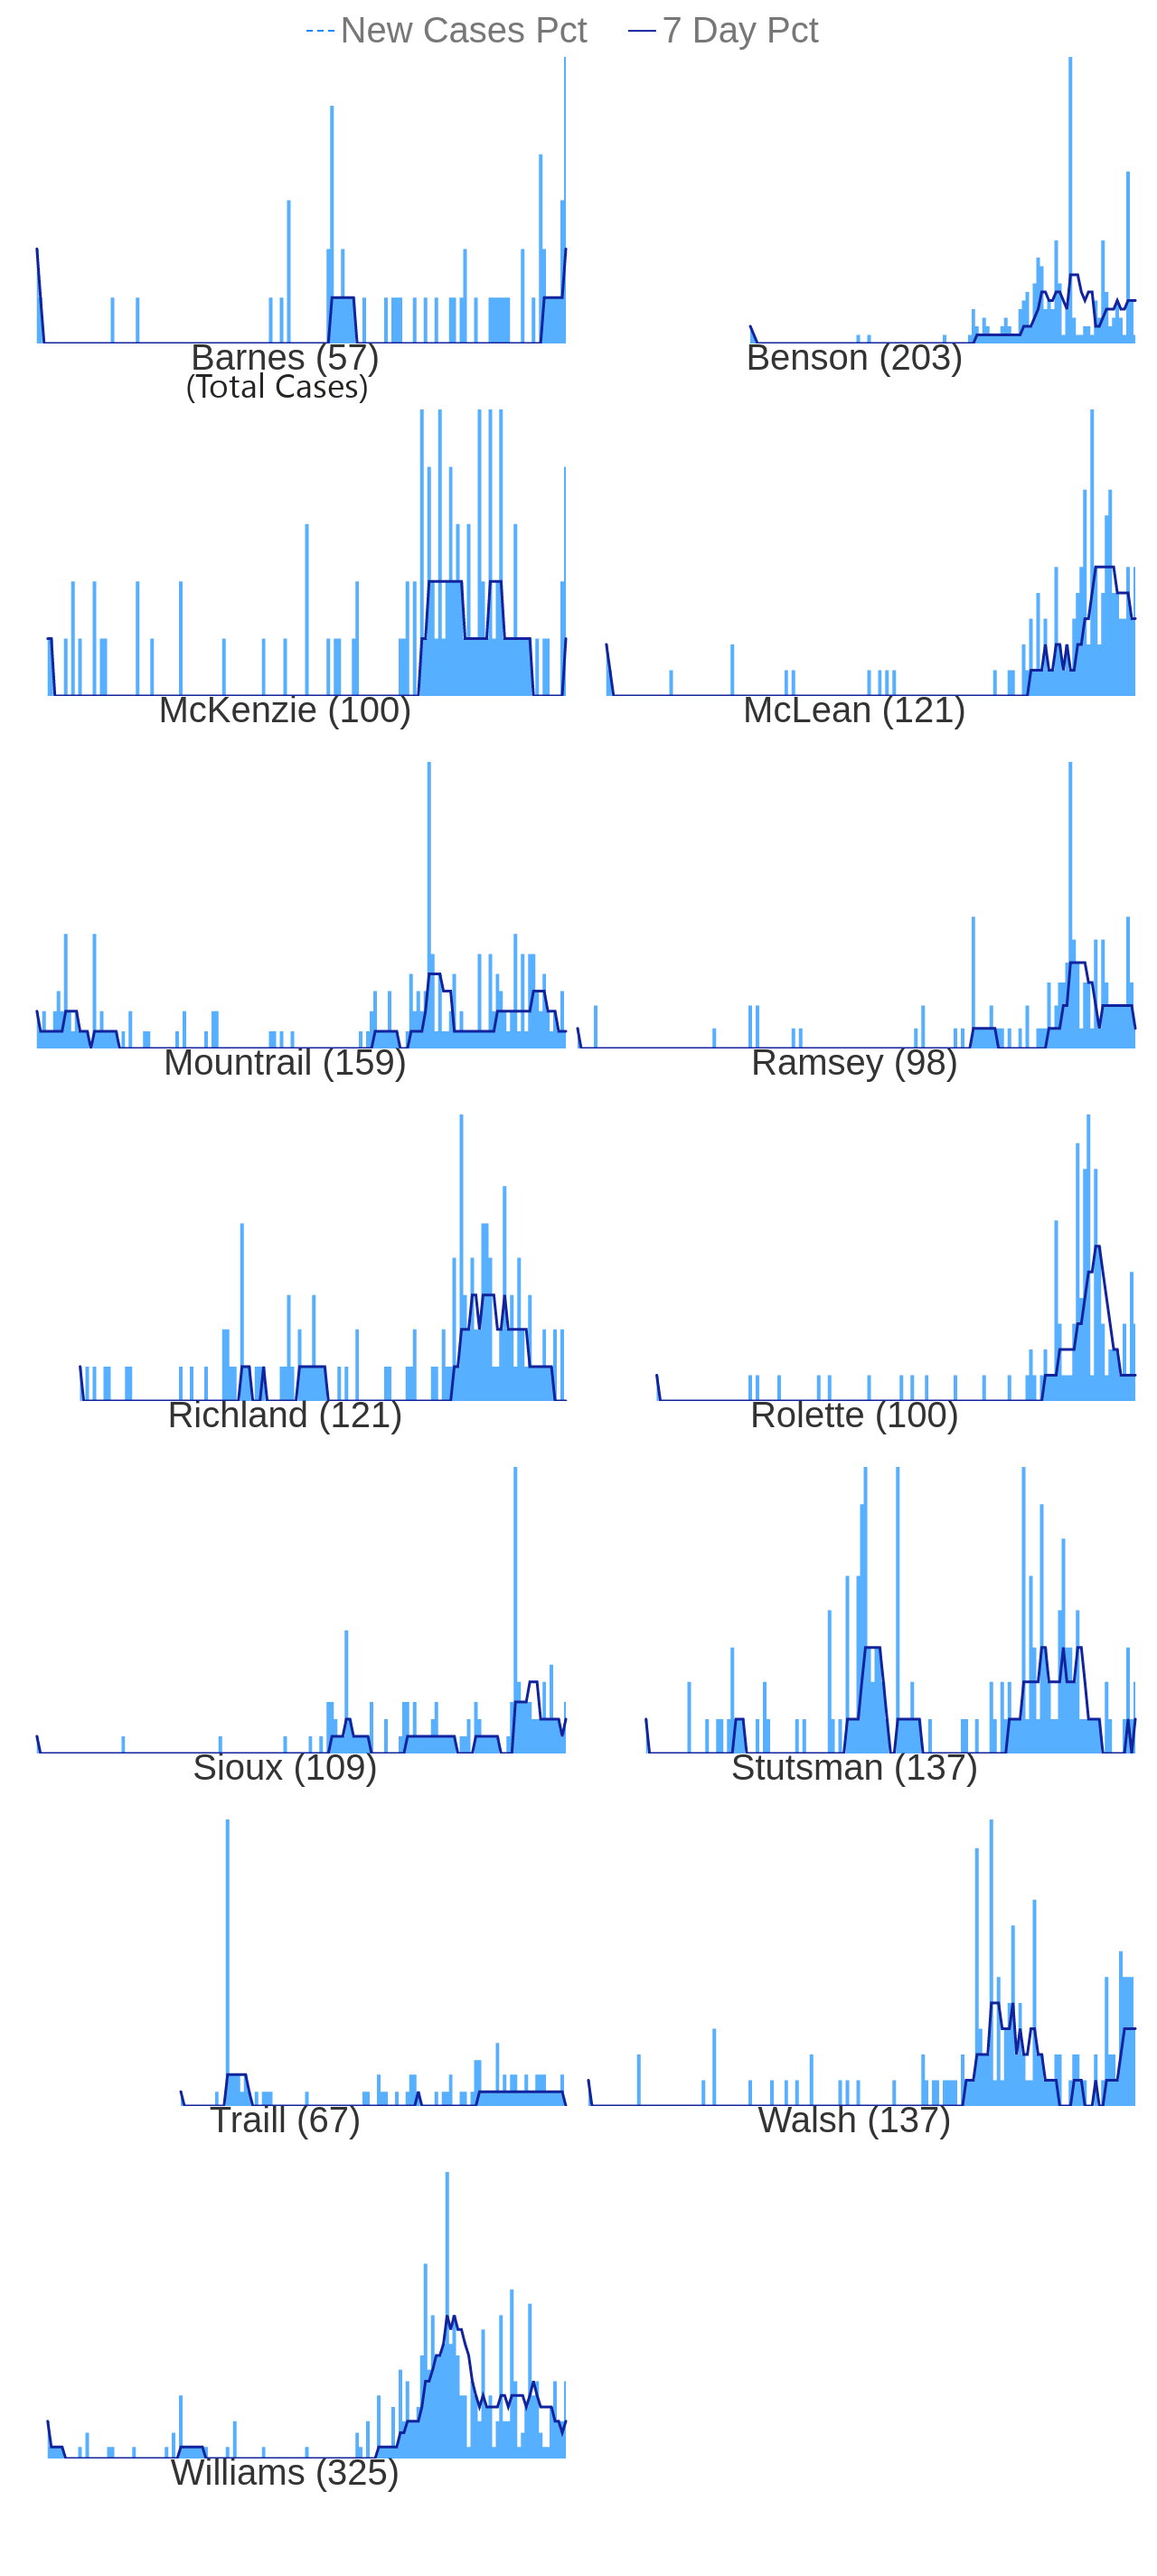 New Cases Pct 7 Day Pct
Barnes (57) Benson (203)
(Total Cases)
McKenzie (100) McLean (121)
Mountrail (159) Ramsey (98)
Richland (121) Rolette (100)
Sioux (109) Stutsman (137)
Traill (67) Walsh (137)
Williams (325)